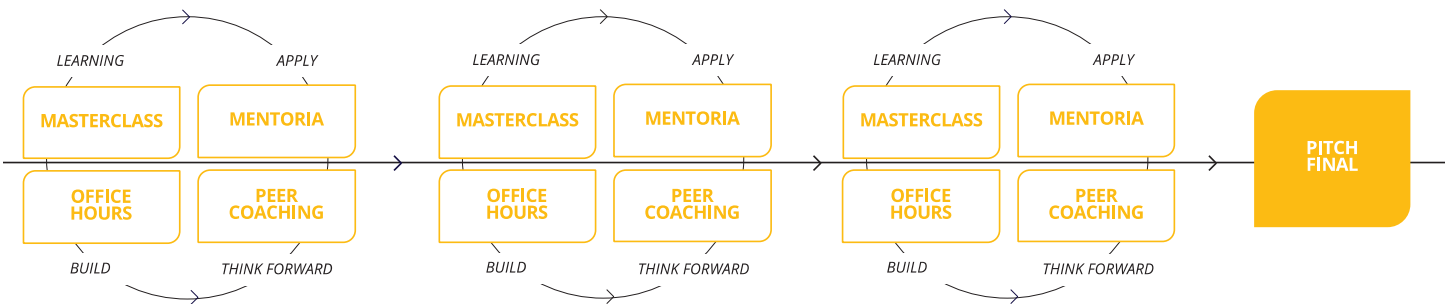 LEARNING
APPLY
MASTERCLASS
MENTORIA
OFFICE
HOURS
PEER
COACHING
BUILD
THINK FORWARD
LEARNING
APPLY
MASTERCLASS
MENTORIA
OFFICE
HOURS
PEER
COACHING
BUILD
THINK FORWARD
LEARNING
APPLY
MASTERCLASS
MENTORIA
OFFICE
HOURS
PEER
COACHING
BUILD
THINK FORWARD
PITCH
FINAL